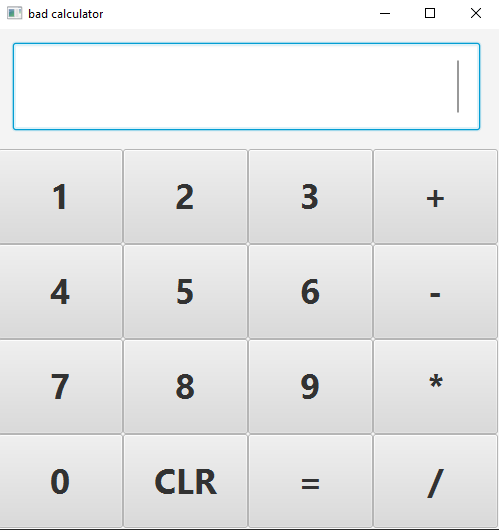 bad calculator
1 2 3 +
4 5 6 -
7 8 9 *
0 CLR = /